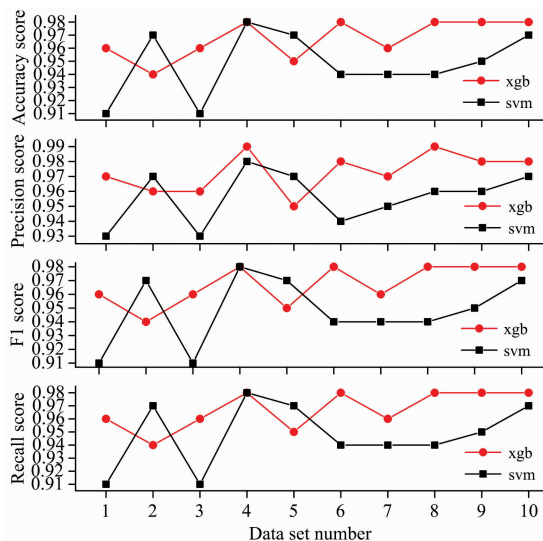 Accuracy score
0.98
0.97
0.96
0.95
0.94
0.93
0.92
0.91
xgb
svm
Precision score
0.99
0.98
0.97
0.96
0.95
0.94
0.93
xgb
svm
F1 score
0.98
0.97
0.96
0.95
0.94
0.93
0.92
0.91
xgb
svm
Recall score
0.98
0.97
0.96
0.95
0.94
0.93
0.92
0.91
xgb
svm
1 2 3 4 5 6 7 8 9 10
Data set number